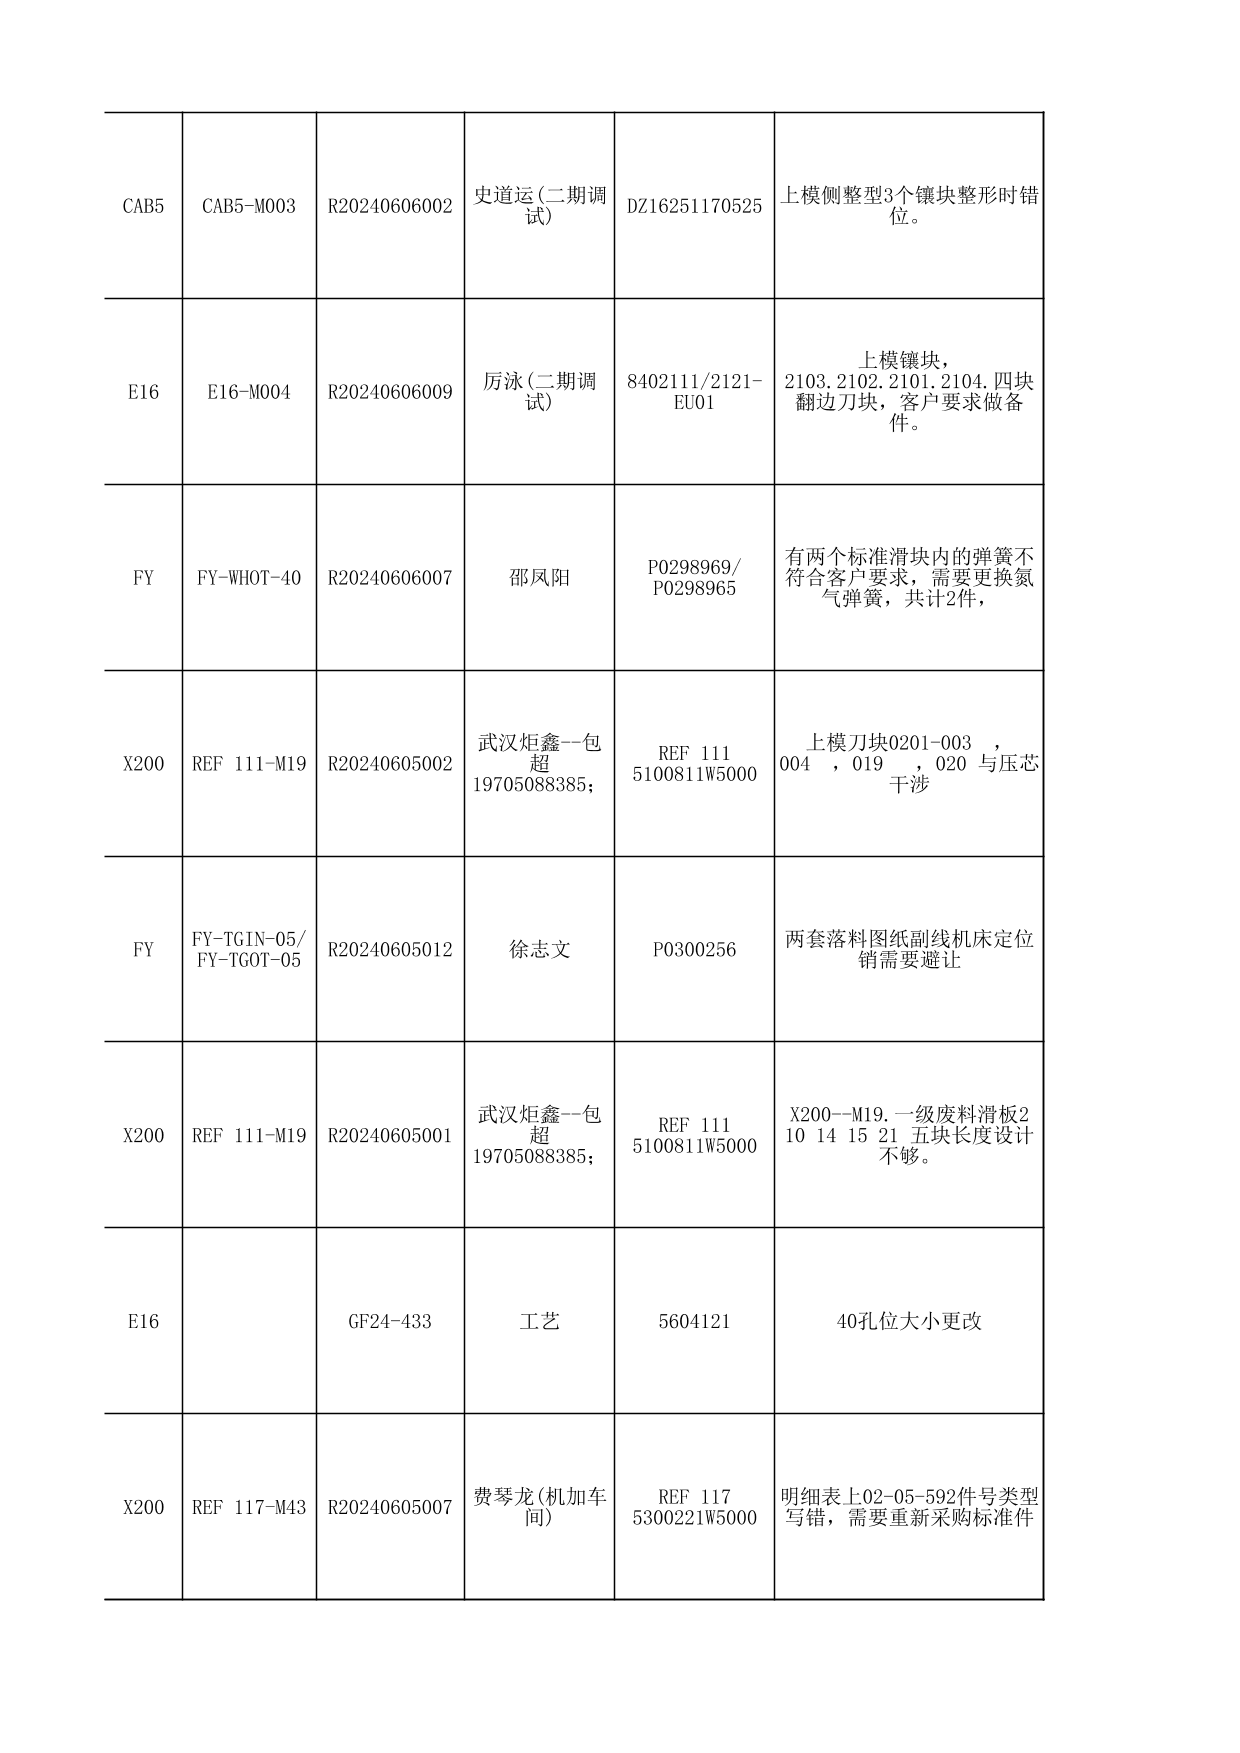 CAB5
CAB5-M003
R20240606002
史道运(二期调
试)
DZ16251170525
上模侧整型3个镶块整形时错
位。
E16
E16-M004
R20240606009
厉泳(二期调
试)
8402111/2121-
EU01
上模镶块，
2103.2102.2101.2104.四块
翻边刀块，客户要求做备
件。
FY
FY-WHOT-40
R20240606007
邵凤阳
P0298969/
P0298965
有两个标准滑块内的弹簧不
符合客户要求，需要更换氮
气弹簧，共计2件，
X200
REF 111-M19
R20240605002
武汉炬鑫--包
超
19705088385;
REF 111
5100811W5000
上模刀块0201-003 ，
004 ，019 ，020 与压芯
干涉
FY
FY-TGIN-05/
FY-TGOT-05
R20240605012
徐志文
P0300256
两套落料图纸副线机床定位
销需要避让
X200
REF 111-M19
R20240605001
武汉炬鑫--包
超
19705088385;
REF 111
5100811W5000
X200--M19.一级废料滑板2
10 14 15 21 五块长度设计
不够。
E16
GF24-433
工艺
5604121
40孔位大小更改
X200
REF 117-M43
R20240605007
费琴龙(机加车
间)
REF 117
5300221W5000
明细表上02-05-592件号类型
写错，需要重新采购标准件